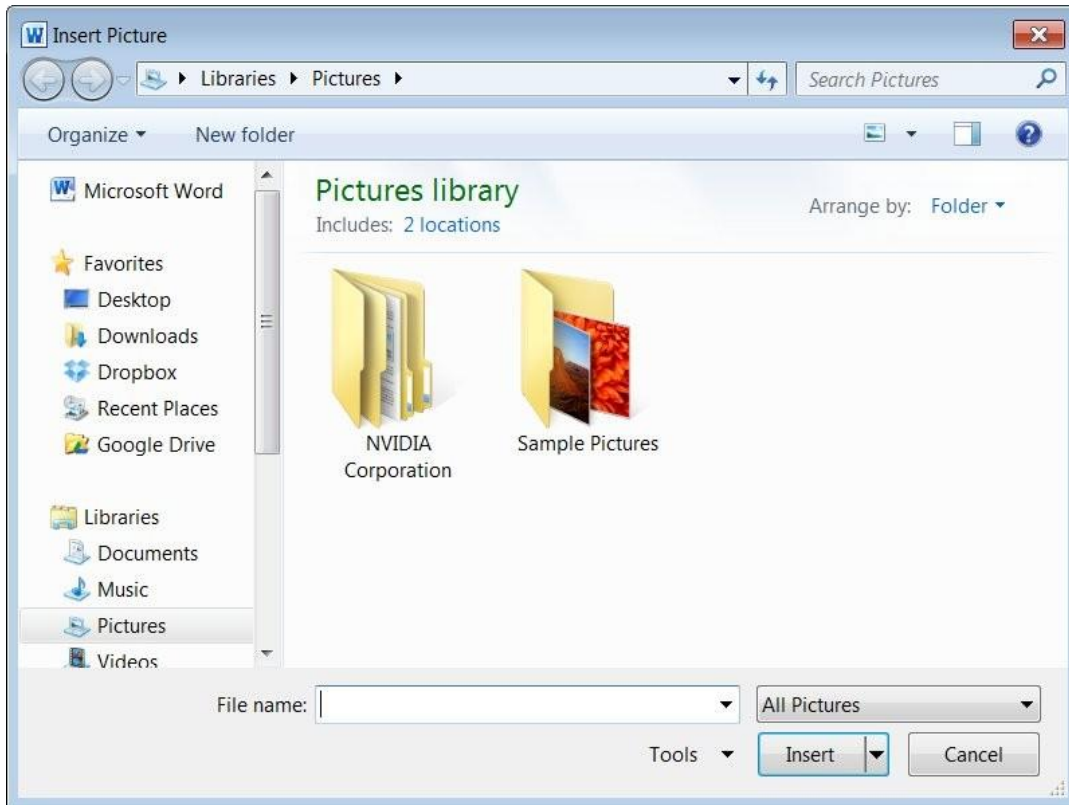 Insert Picture
Libraries Pictures
Search Pictures
Organize
New folder
Microsoft Word
Favorites
Desktop
Downloads
Dropbox
Recent Places
Google Drive
Libraries
Documents
Music
Pictures
Videos
Pictures library
Includes: 2 locations
Arrange by: Folder
NVIDIA
Corporation
Sample Pictures
File name:
All Pictures
Tools
Insert
Cancel